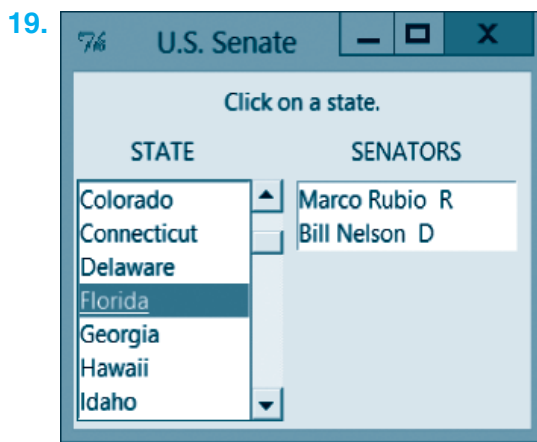 19.
U.S. Senate
Click on a state.
STATE
SENATORS
Colorado
Connecticut
Delaware
Florida
Georgia
Hawaii
Idaho
Marco Rubio R
Bill Nelson D